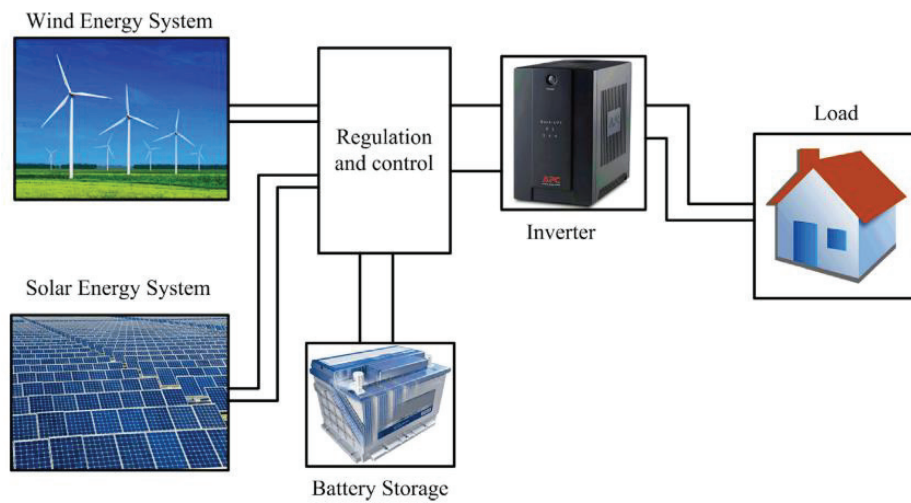 Wind Energy System
Regulation
and control
APC
Inverter
Load
Solar Energy System
Battery Storage